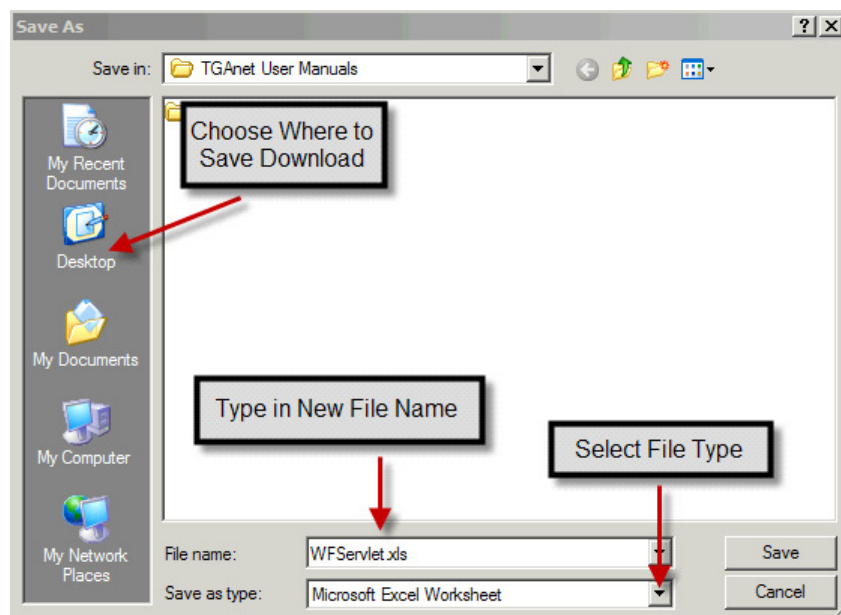 Save As
Save in:
TGAnet User Manuals
Choose Where to
Save Download
My Recent
Documents
Desktop
My Documents
My Computer
My Network
Places
Type in New File Name
Select File Type
File name:
WFServlet.xls
Save
Save as type:
Microsoft Excel Worksheet
Cancel